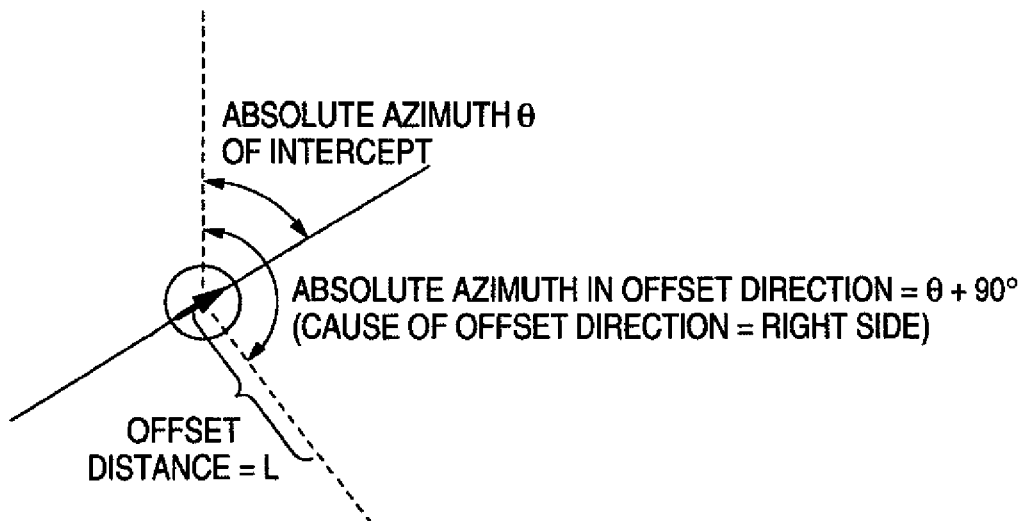 ABSOLUTE AZIMUTH θ
OF INTERCEPT
ABSOLUTE AZIMUTH IN OFFSET DIRECTION = θ + 90°
(CAUSE OF OFFSET DIRECTION = RIGHT SIDE)
OFFSET
DISTANCE = L